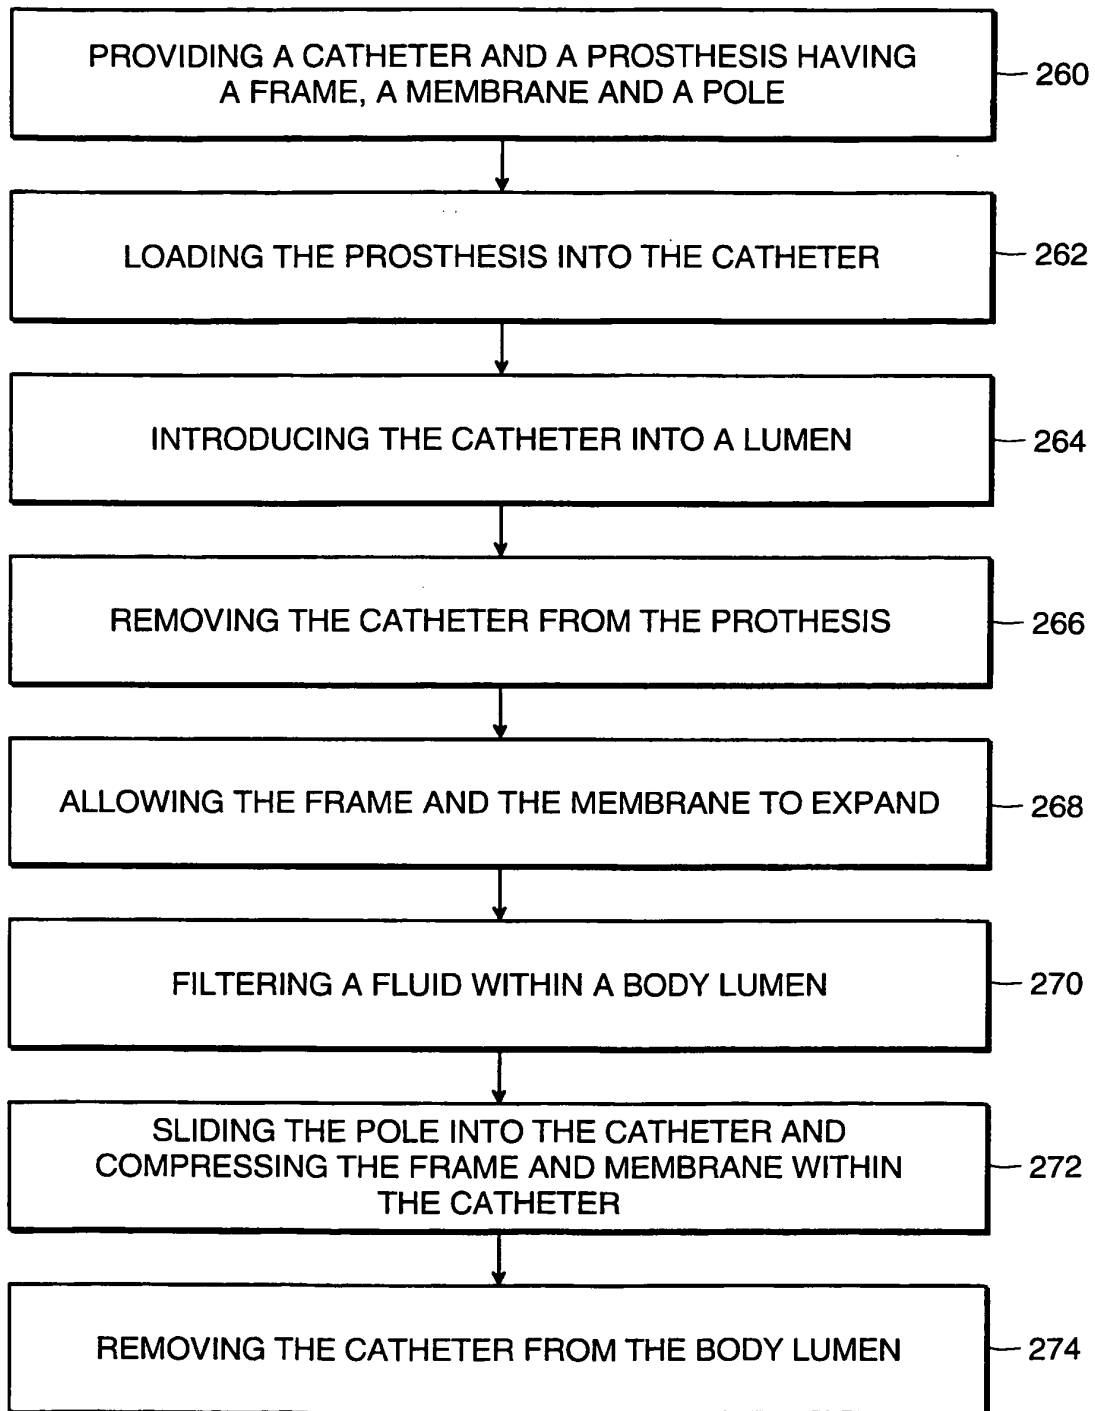 PROVIDING A CATHETER AND A PROSTHESIS HAVING
A FRAME, A MEMBRANE AND A POLE
260
LOADING THE PROSTHESIS INTO THE CATHETER
262
INTRODUCING THE CATHETER INTO A LUMEN
264
REMOVING THE CATHETER FROM THE PROTHESIS
266
ALLOWING THE FRAME AND THE MEMBRANE TO EXPAND
268
FILTERING A FLUID WITHIN A BODY LUMEN
270
SLIDING THE POLE INTO THE CATHETER AND
COMPRESSING THE FRAME AND MEMBRANE WITHIN
THE CATHETER
272
REMOVING THE CATHETER FROM THE BODY LUMEN
274